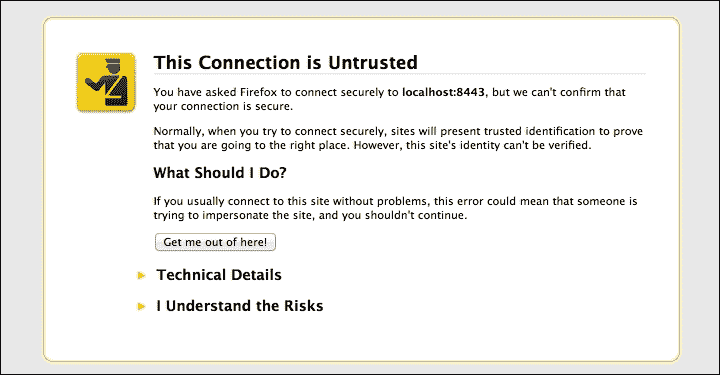 This Connection is Untrusted
You have asked Firefox to connect securely to localhost:8443, but we can't confirm that
your connection is secure.
Normally, when you try to connect securely, sites will present trusted identification to prove
that you are going to the right place. However, this site's identity can't be verified.
What Should I Do?
If you usually connect to this site without problems, this error could mean that someone is
trying to impersonate the site, and you shouldn't continue.
Get me out of here!
Technical Details
I Understand the Risks